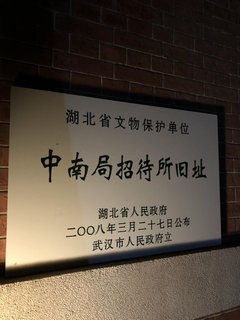 湖北省文物保护单位
中南局招待所旧址
湖北省人民政府
二〇〇八年三月二十七日公布
武汉市人民政府立